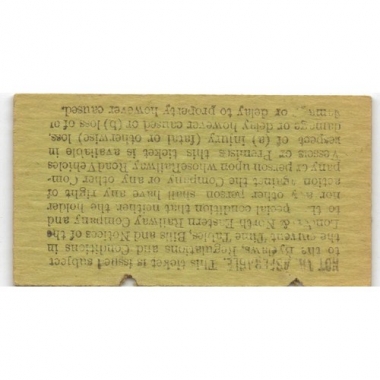 NOT TRANSFERABLE. This ticket is issued subject
to the Byelaws, Regulations and Conditions in
the current Time Tables, Bills and Notices of the
London & North Eastern Railway Company and
to the special condition that neither the holder
nor any other person shall have any right of
action against the Company or any other Com-
pany or person upon whose Railway Road Vehicles
Vessels or Premises this ticket is available in
respect of (a) injury (fatal or otherwise) loss,
damage or delay however caused or (b) loss of or
damage or delay to property however caused.